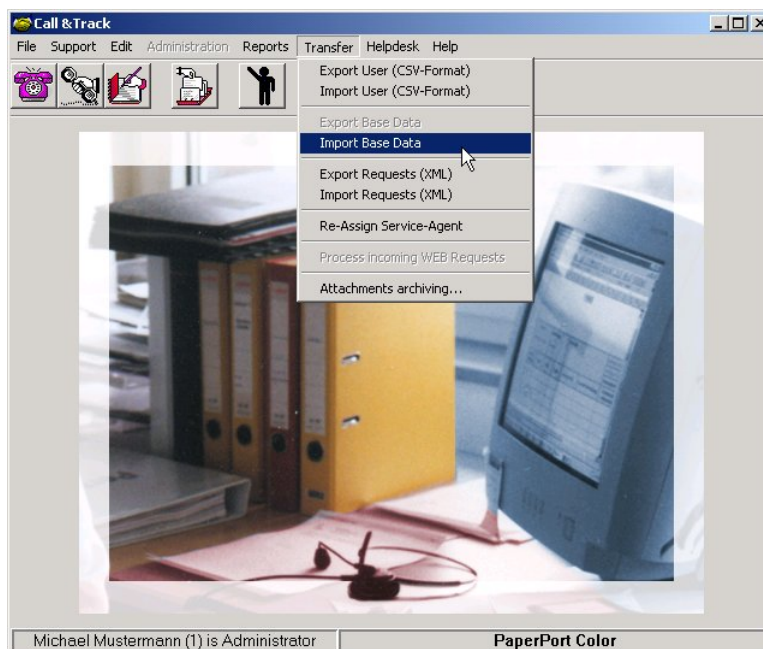 Call &Track
File Support Edit Administration Reports Transfer Helpdesk Help
Export User (CSV-Format)
Import User (CSV-Format)
Export Base Data
Import Base Data
Export Requests (XML)
Import Requests (XML)
Re-Assign Service-Agent
Process incoming WEB Requests
Attachments archiving...
Michael Mustermann (1) is Administrator PaperPort Color